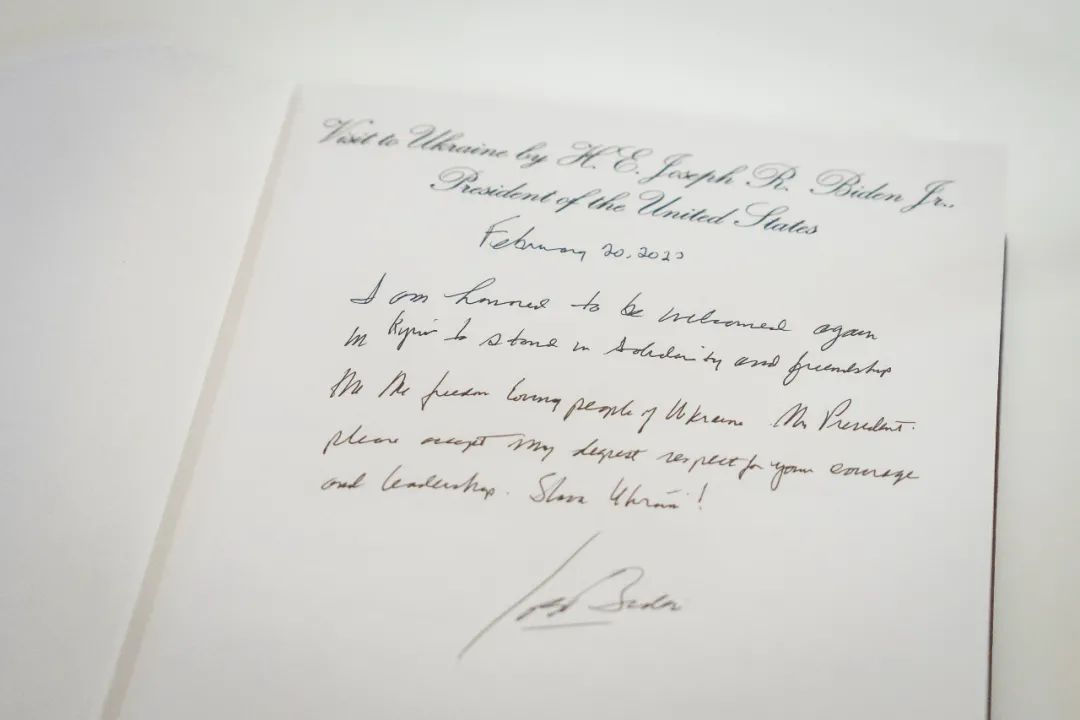 Visit to Ukraine by H. E. Joseph R. Biden Jr.,
President of the United States
February 20, 2023
I am honored to be welcomed again
in Kyiv to stand in solidarity and friendship
the freedom loving people of Ukraine Mr President.
please accept my deepest respect for your courage
and leadership. Slava Ukraini!
Joe Biden